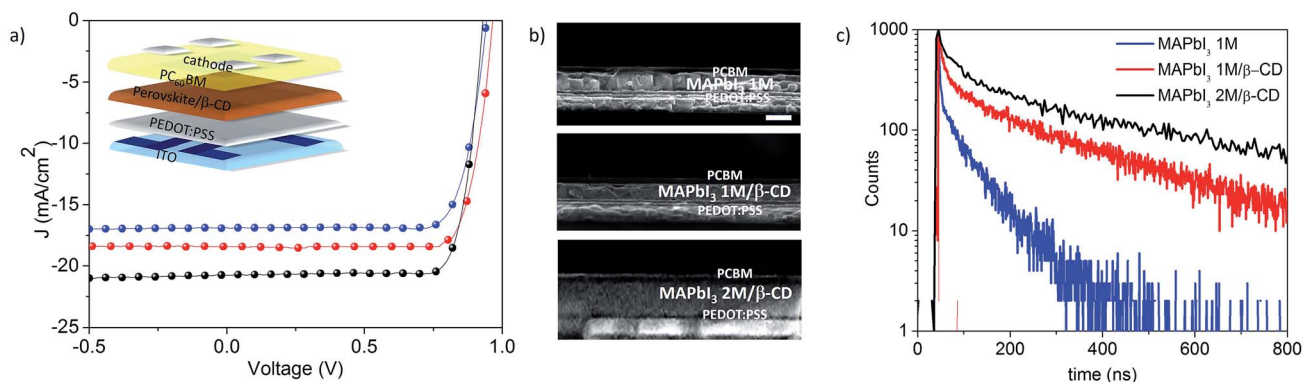 a)
0
-5
-10
-15
-20
-25
J (mA/cm²)
-0.5
0.0
0.5
1.0
Voltage (V)
cathode
PC₆₀BM
Perovskite/β-CD
PEDOT:PSS
ITO
b)
PCBM
MAPbI₃ 1M
PEDOT:PSS
PCBM
MAPbI₃ 1M/β-CD
PEDOT:PSS
PCBM
MAPbI₃ 2M/β-CD
PEDOT:PSS
c)
1000
100
10
1
Counts
0
200
400
600
800
time (ns)
MAPbI₃ 1M
MAPbI₃ 1M/β–CD
MAPbI₃ 2M/β-CD